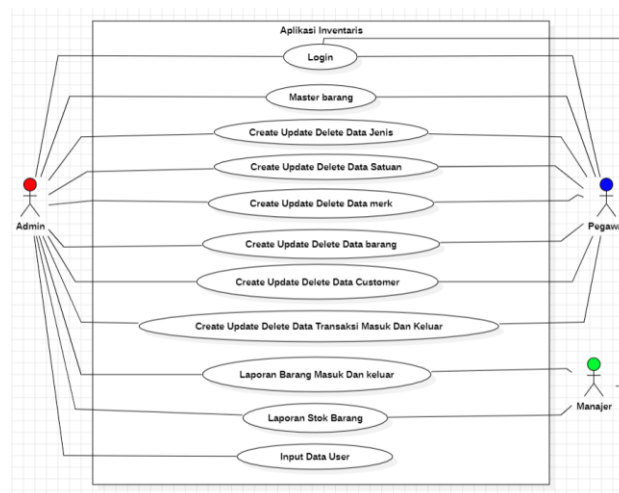 Aplikasi Inventaris
Login
Master barang
Create Update Delete Data Jenis
Create Update Delete Data Satuan
Create Update Delete Data merk
Admin
Pegawa
Create Update Delete Data barang
Create Update Delete Data Customer
Create Update Delete Data Transaksi Masuk Dan Keluar
Laporan Barang Masuk Dan keluar
Manajer
Laporan Stok Barang
Input Data User